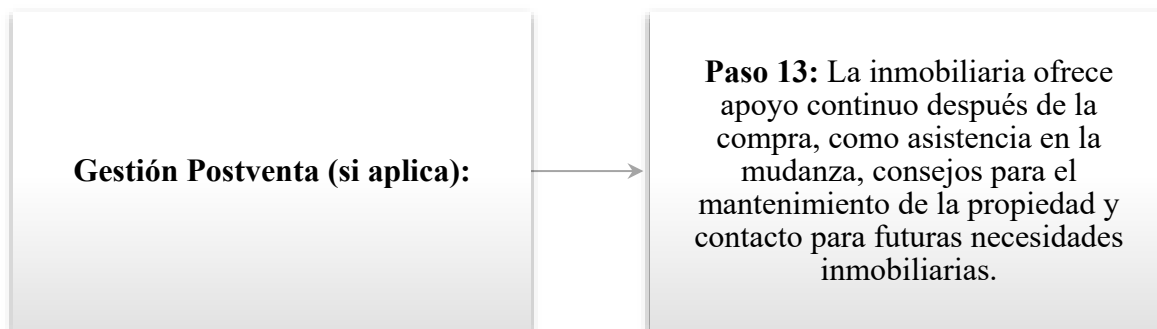 Gestión Postventa (si aplica):
Paso 13: La inmobiliaria ofrece
apoyo continuo después de la
compra, como asistencia en la
mudanza, consejos para el
mantenimiento de la propiedad y
contacto para futuras necesidades
inmobiliarias.